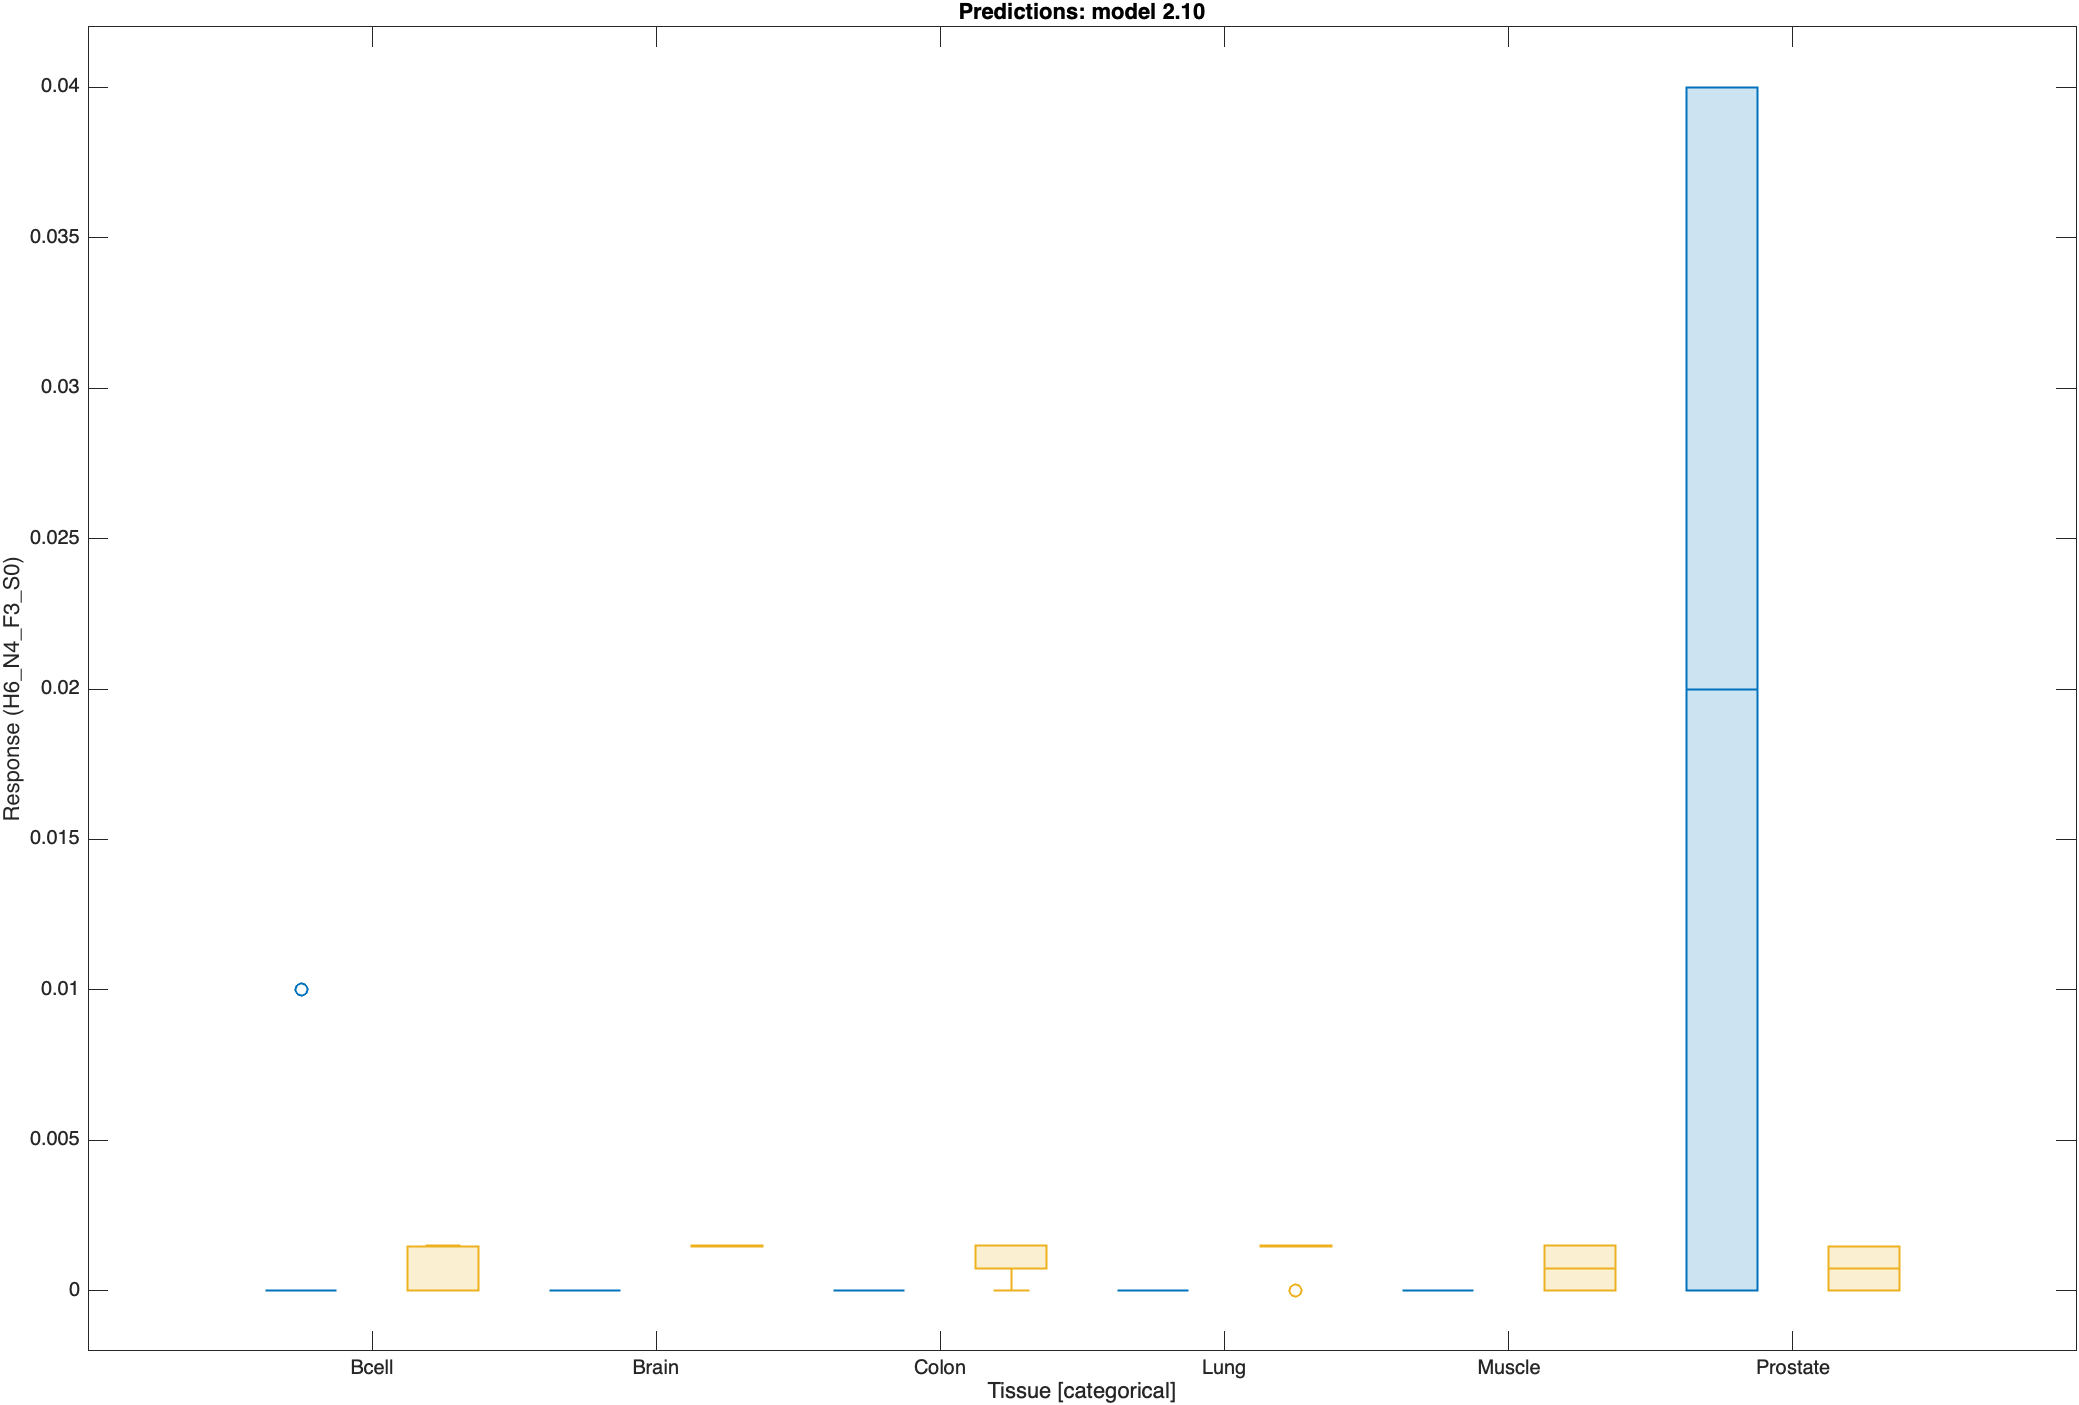 Predictions: model 2.10
0.04
0.035
0.03
0.025
0.02
0.015
0.01
0.005
0
Response (H6_N4_F3_S0)
Bcell Brain Colon Lung Muscle Prostate
Tissue [categorical]